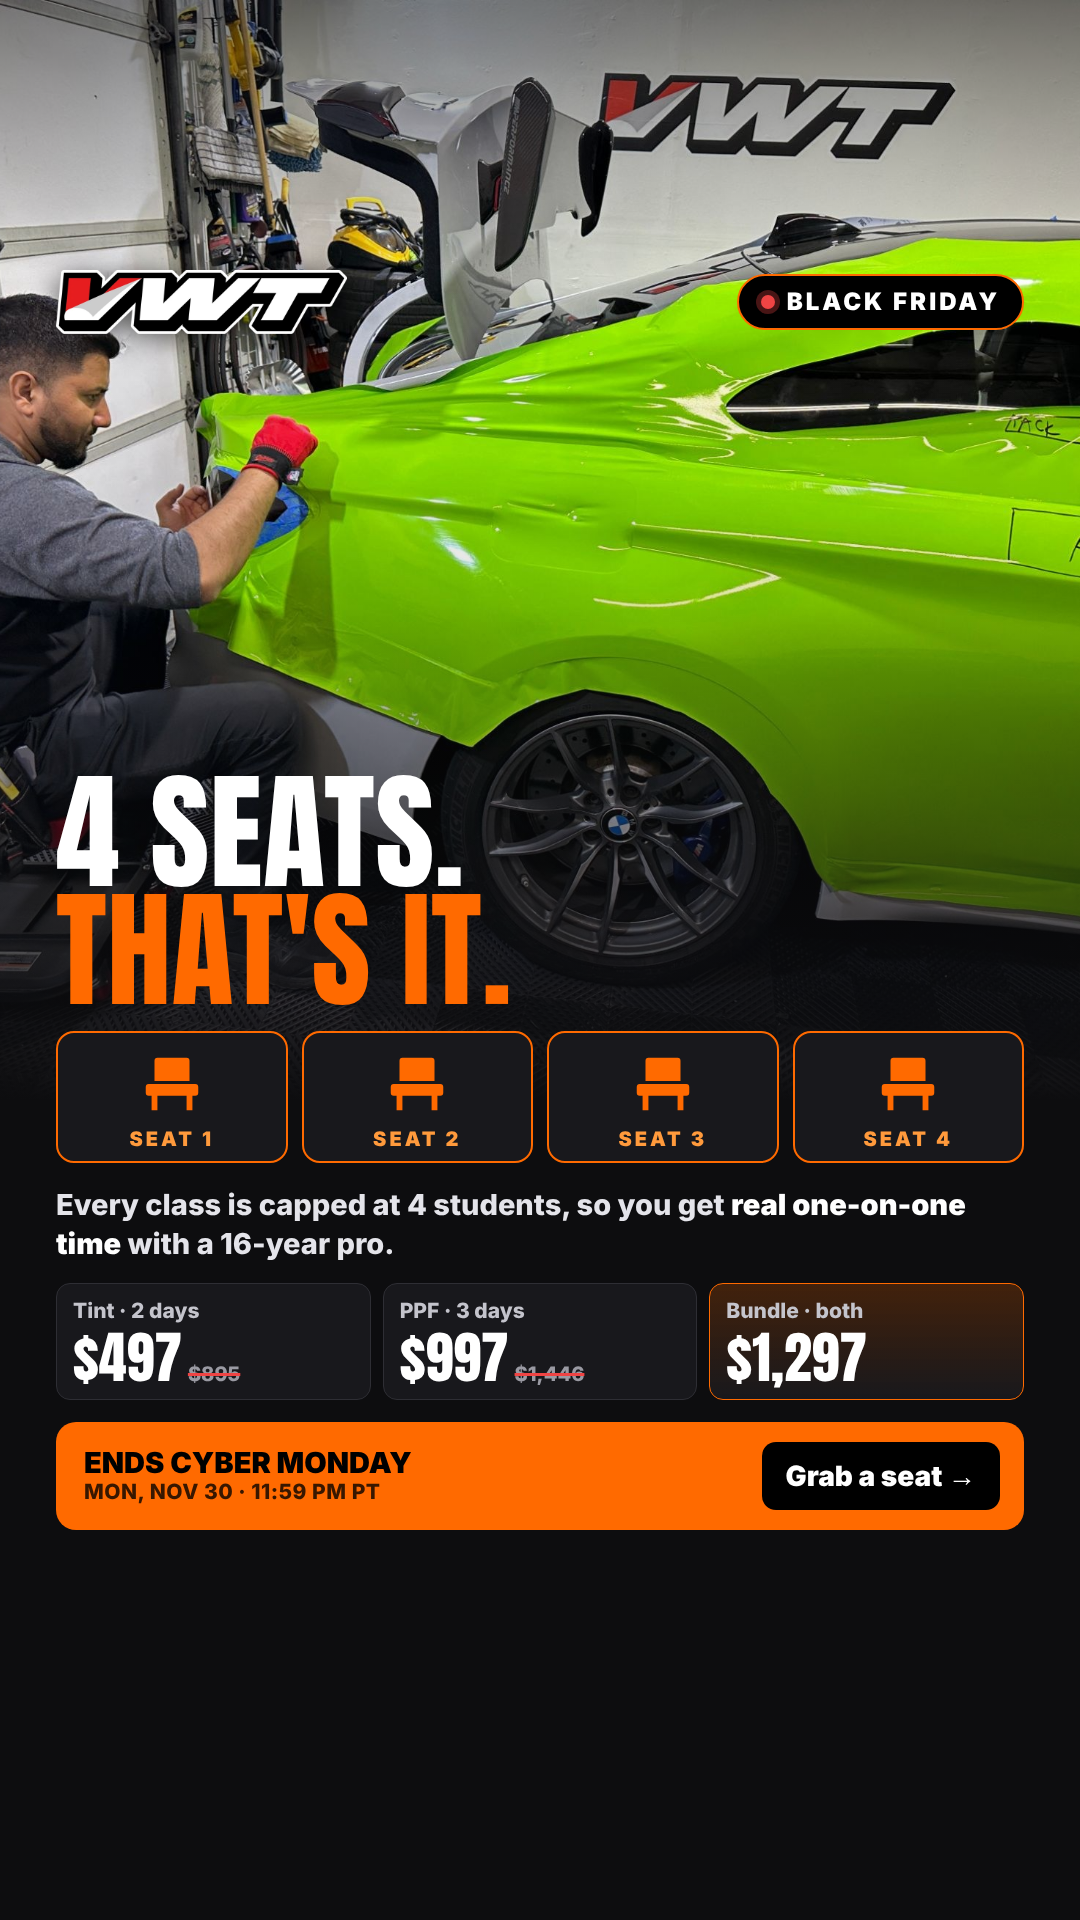 VWT
PERFORMANCE
VWT
BLACK FRIDAY
4 SEATS.
THAT'S IT.
SEAT 1
SEAT 2
SEAT 3
SEAT 4
Every class is capped at 4 students, so you get real one-on-one
time with a 16-year pro.
Tint · 2 days
$497 $895
PPF · 3 days
$997 $1,446
Bundle · both
$1,297
ENDS CYBER MONDAY
MON, NOV 30 · 11:59 PM PT
Grab a seat →